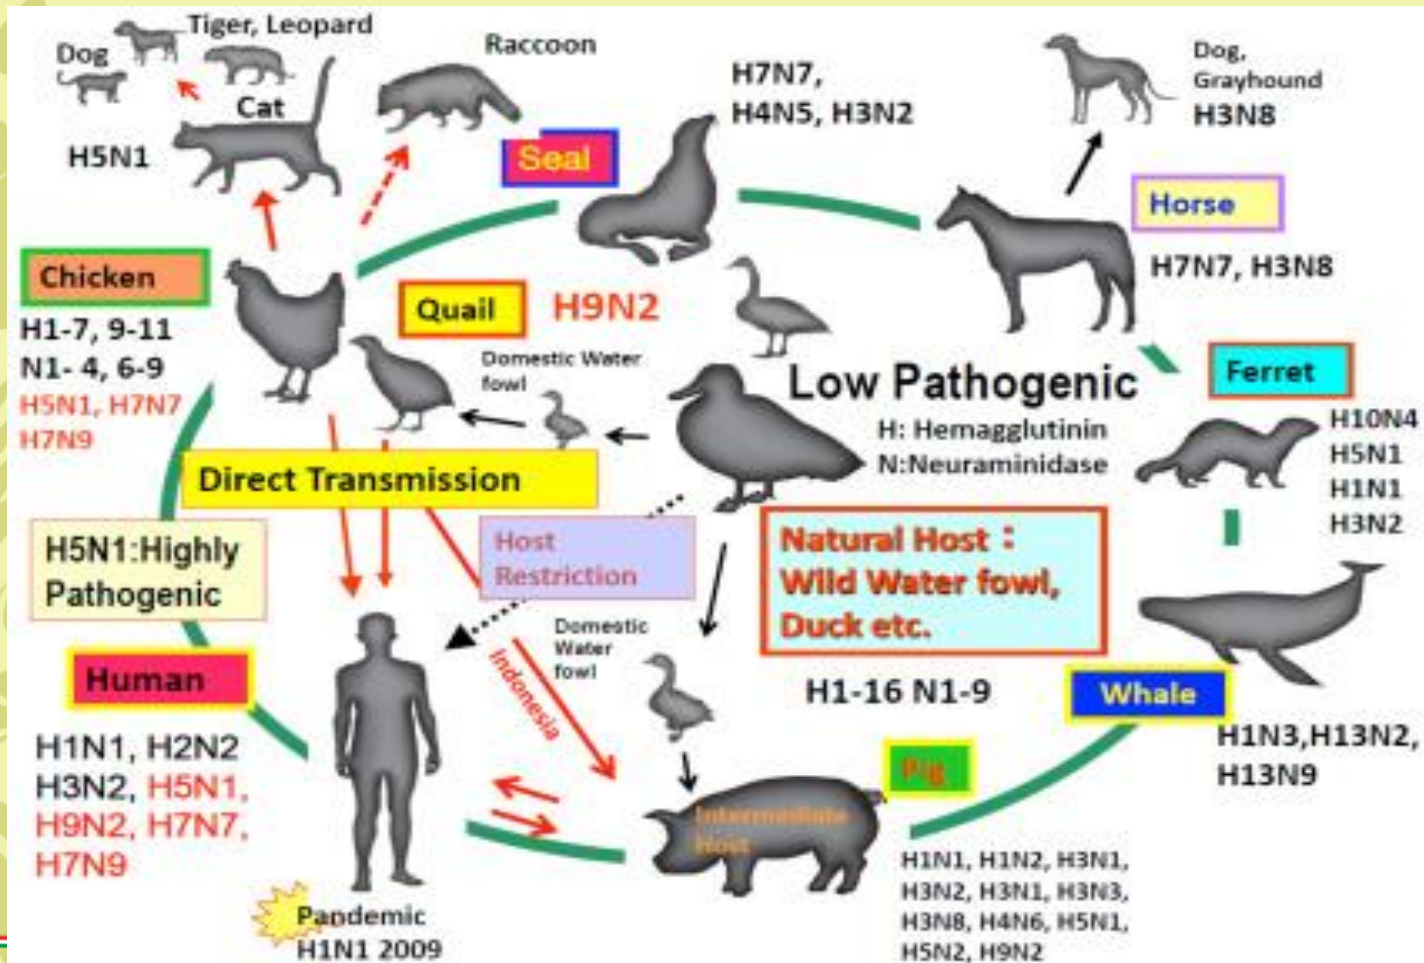 Tiger, Leopard
Dog
Cat
H5N1
Raccoon
Seal
H7N7,
H4N5, H3N2
Dog,
Grayhound
H3N8
Horse
H7N7, H3N8
Chicken
H1-7, 9-11
N1- 4, 6-9
H5N1, H7N7
H7N9
Quail
H9N2
Domestic Water
fowl
Low Pathogenic
H: Hemagglutinin
N:Neuraminidase
Ferret
H10N4
H5N1
H1N1
H3N2
Direct Transmission
Host
Restriction
Natural Host：
Wild Water fowl,
Duck etc.
H5N1:Highly
Pathogenic
Domestic
Water
fowl
Indonesia
H1-16 N1-9
Whale
H1N3,H13N2,
H13N9
Human
H1N1, H2N2
H3N2, H5N1,
H9N2, H7N7,
H7N9
Pig
Intermediate
Host
H1N1, H1N2, H3N1,
H3N2, H3N1, H3N3,
H3N8, H4N6, H5N1,
H5N2, H9N2
Pandemic
H1N1 2009